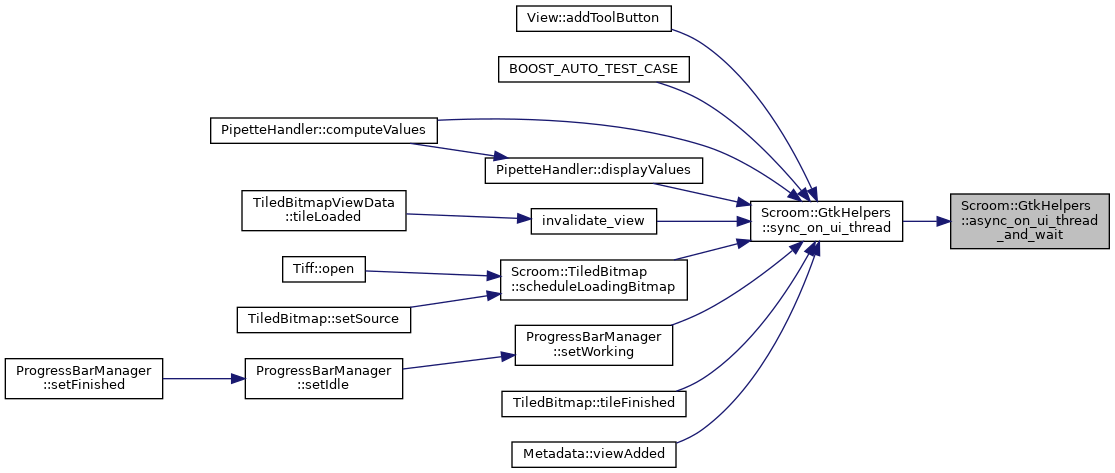 View::addToolButton
BOOST_AUTO_TEST_CASE
PipetteHandler::computeValues
PipetteHandler::displayValues
TiledBitmapViewData
::tileLoaded
invalidate_view
Scroom::GtkHelpers
::sync_on_ui_thread
Scroom::GtkHelpers
::async_on_ui_thread
_and_wait
Tiff::open
Scroom::TiledBitmap
::scheduleLoadingBitmap
TiledBitmap::setSource
ProgressBarManager
::setWorking
ProgressBarManager
::setFinished
ProgressBarManager
::setIdle
TiledBitmap::tileFinished
Metadata::viewAdded